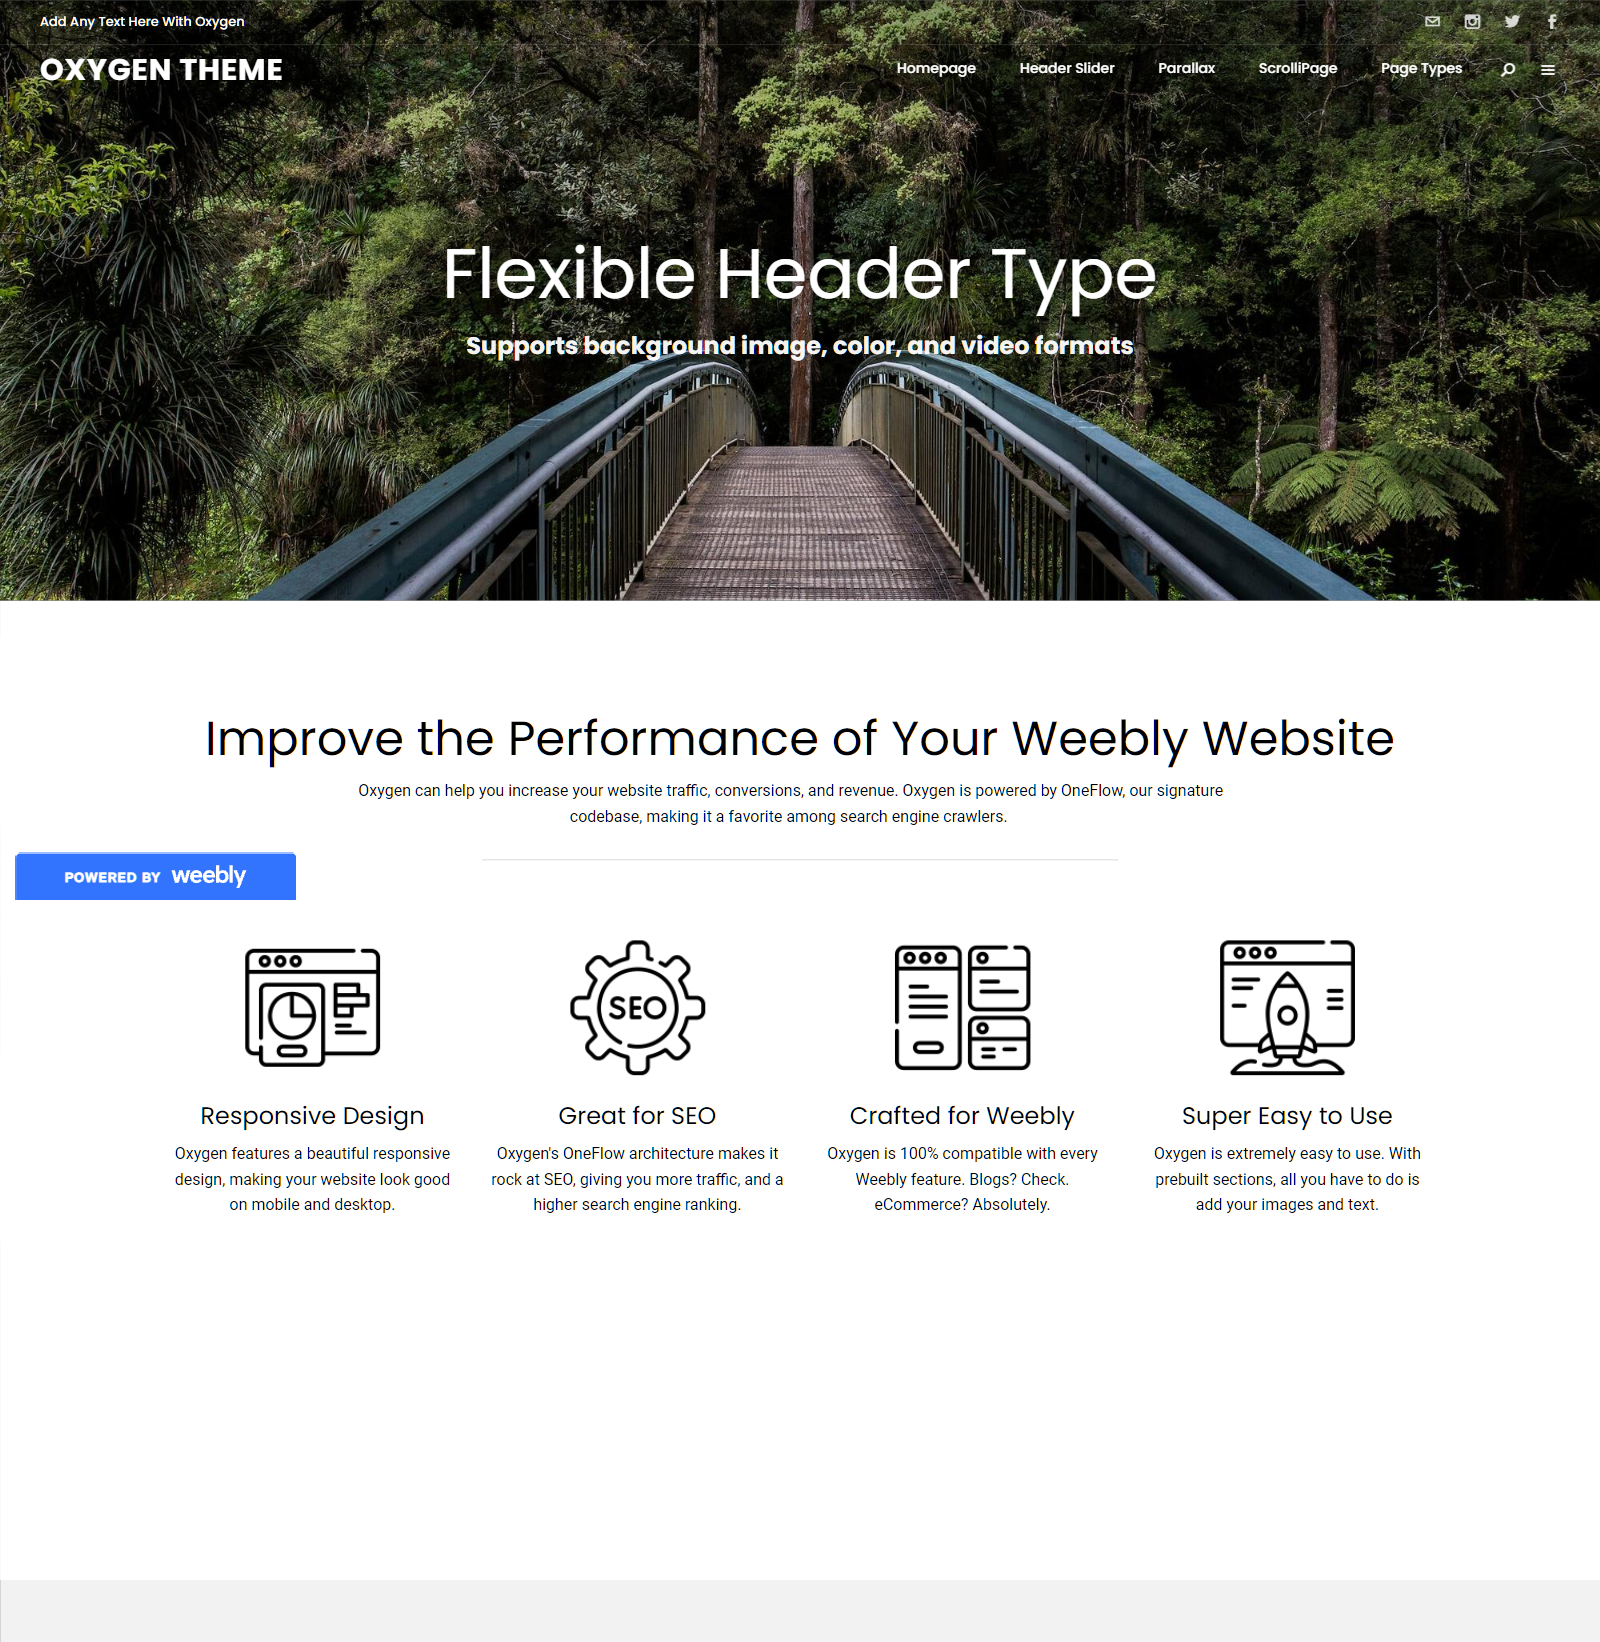 Add Any Text Here With Oxygen
OXYGEN THEME
Homepage Header Slider Parallax ScrolliPage Page Types
Flexible Header Type
Supports background image, color, and video formats
Improve the Performance of Your Weebly Website
Oxygen can help you increase your website traffic, conversions, and revenue. Oxygen is powered by OneFlow, our signature
codebase, making it a favorite among search engine crawlers.
POWERED BY weebly
SEO
Responsive Design
Oxygen features a beautiful responsive
design, making your website look good
on mobile and desktop.
Great for SEO
Oxygen's OneFlow architecture makes it
rock at SEO, giving you more traffic, and a
higher search engine ranking.
Crafted for Weebly
Oxygen is 100% compatible with every
Weebly feature. Blogs? Check.
eCommerce? Absolutely.
Super Easy to Use
Oxygen is extremely easy to use. With
prebuilt sections, all you have to do is
add your images and text.